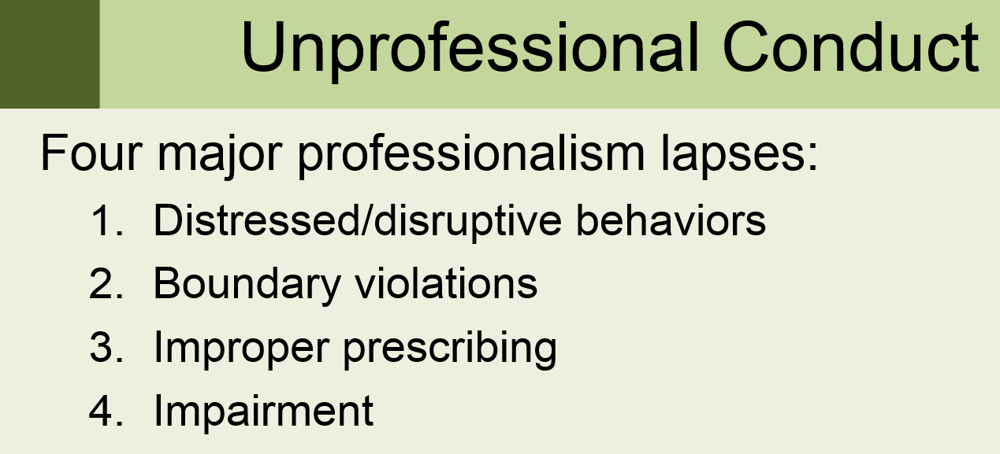 Unprofessional Conduct
Four major professionalism lapses:
1. Distressed/disruptive behaviors
2. Boundary violations
3. Improper prescribing
4. Impairment